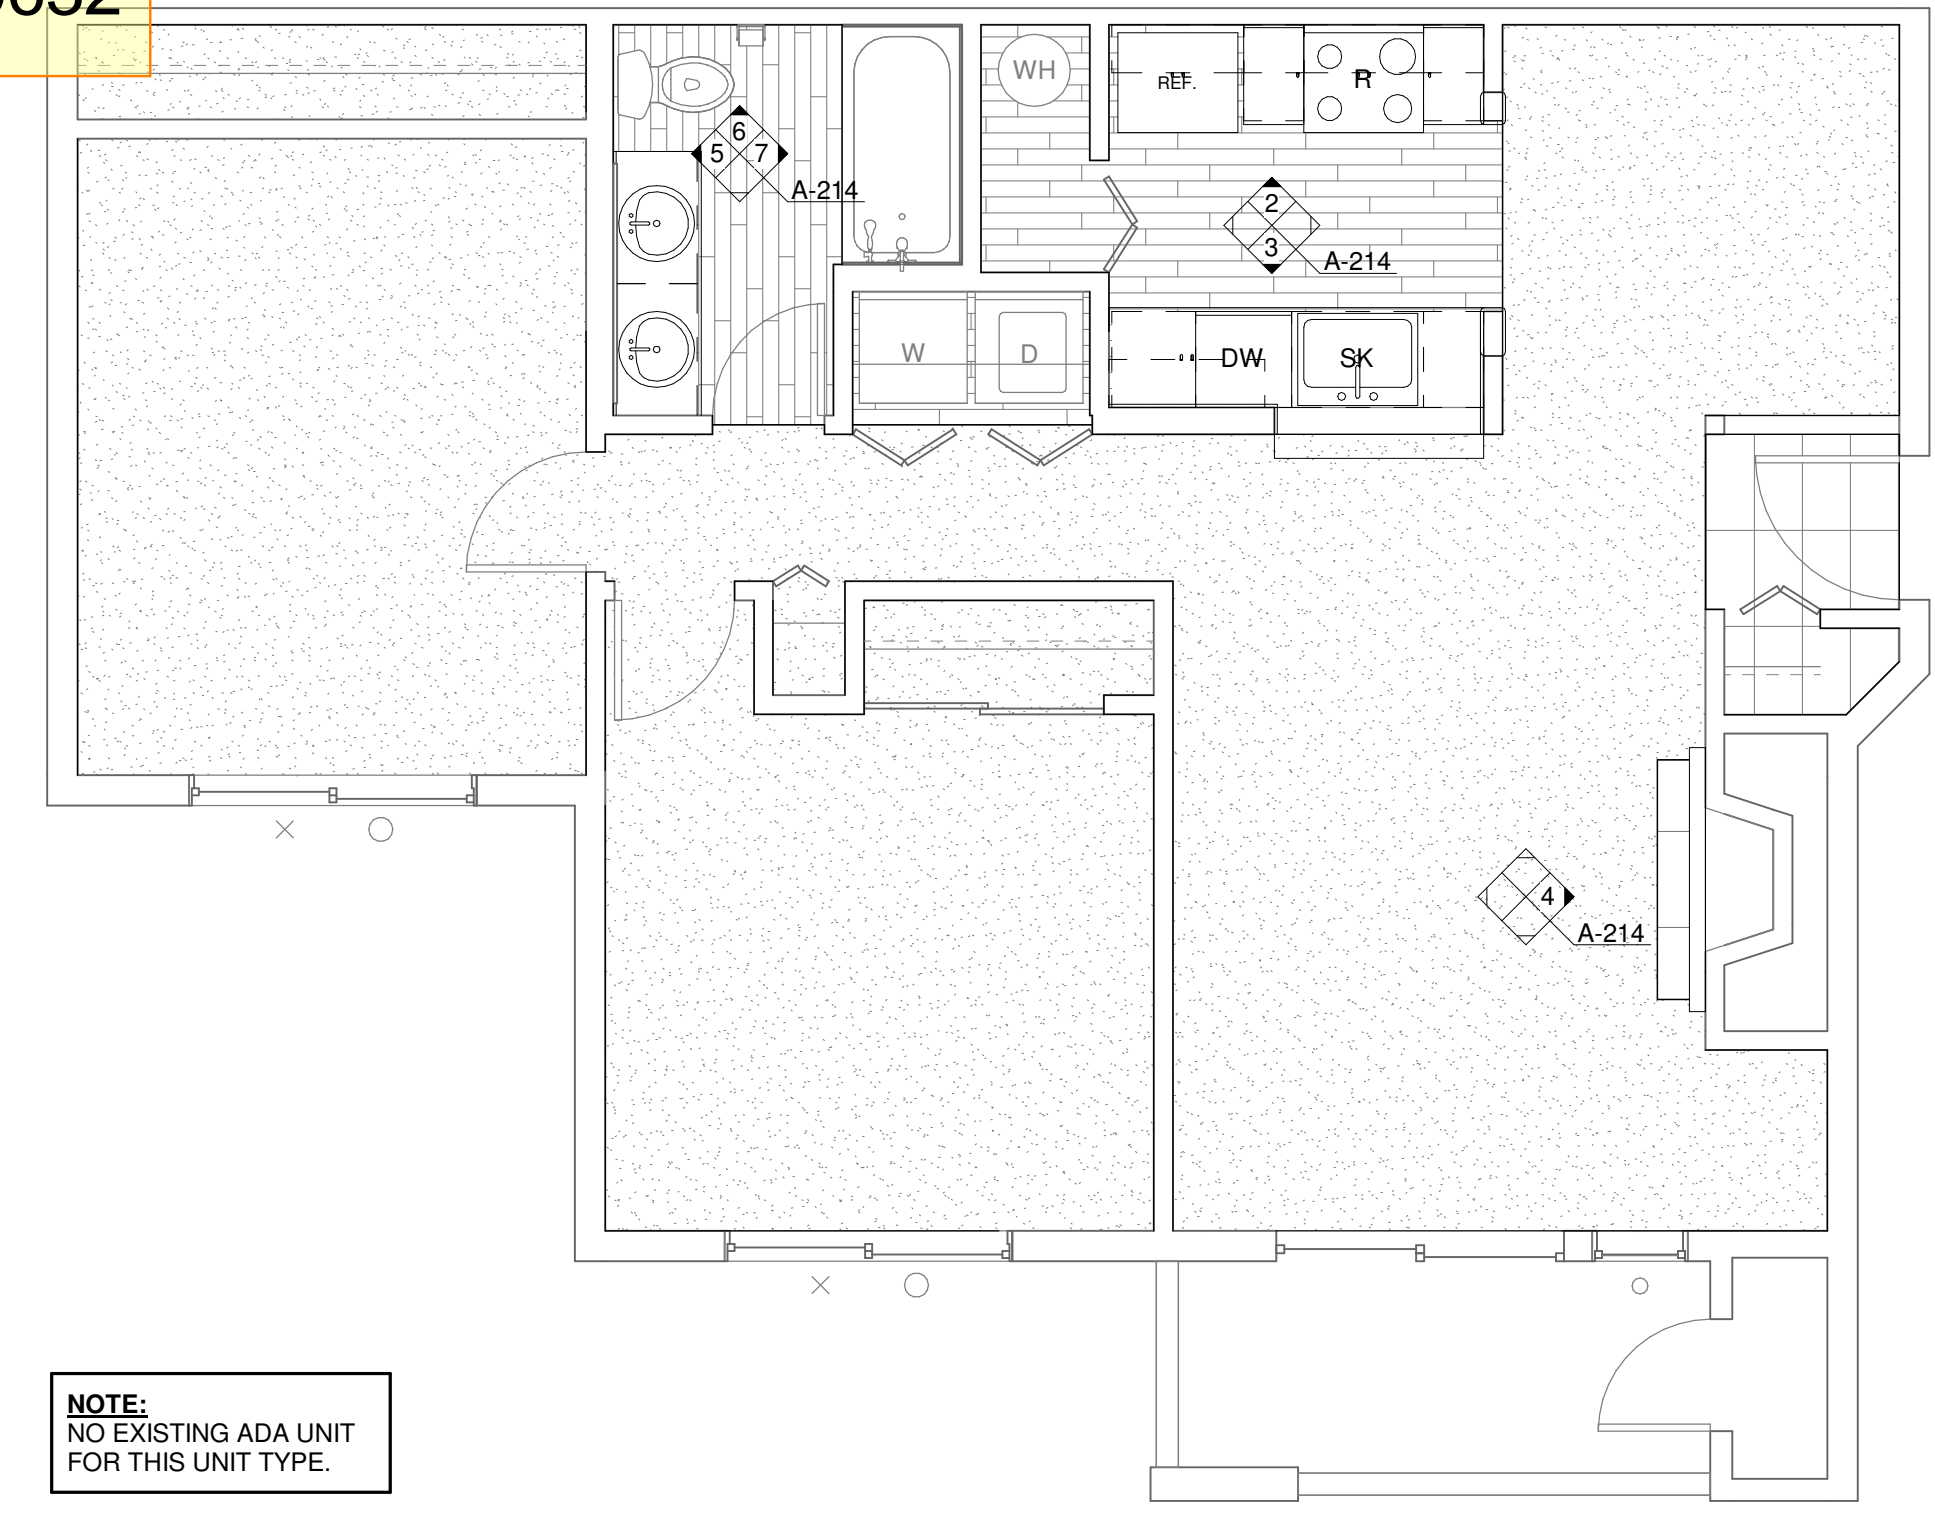 WH
REF.
R
6
5
7
A-214
2
3
A-214
W
D
DW
SK
4
A-214
NOTE:
NO EXISTING ADA UNIT
FOR THIS UNIT TYPE.